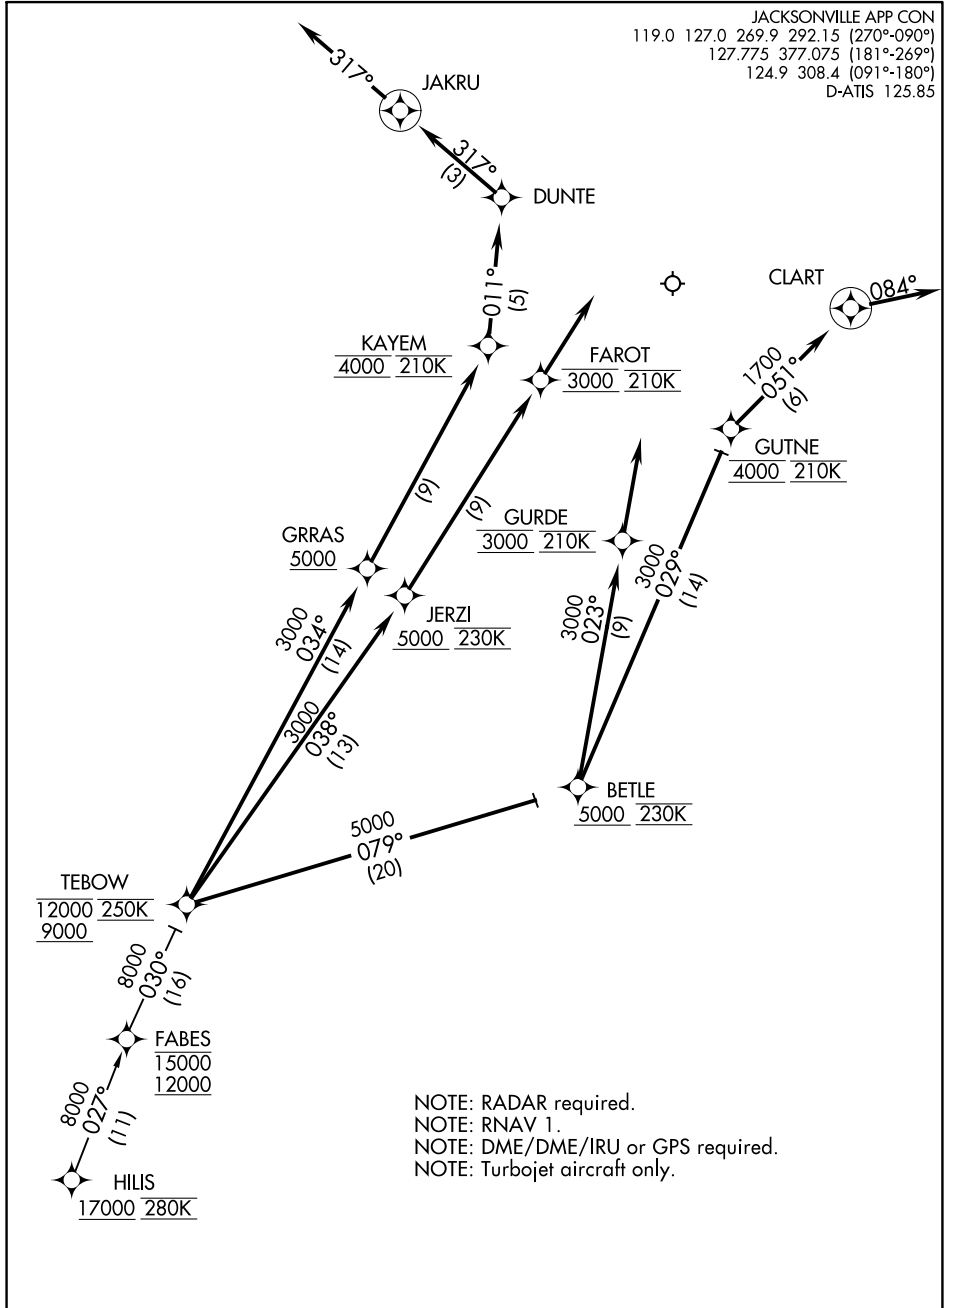 JACKSONVILLE APP CON
119.0 127.0 269.9 292.15 (270°-090°)
127.775 377.075 (181°-269°)
124.9 308.4 (091°-180°)
D-ATIS 125.85
317°
JAKRU
317°
(3)
DUNTE
CLART
084°
011°
(5)
KAYEM
4000 210K
FAROT
3000 210K
1700
051°
(6)
GUTNE
4000 210K
(9)
(9)
GURDE
3000 210K
GRRAS
5000
3000
029°
(14)
JERZI
5000 230K
3000
023°
(9)
3000
034°
(14)
3000
038°
(13)
BETLE
5000 230K
5000
079°
(20)
TEBOW
12000 250K
9000
8000
030°
(16)
FABES
15000
12000
8000
027°
(11)
HILIS
17000 280K
NOTE: RADAR required.
NOTE: RNAV 1.
NOTE: DME/DME/IRU or GPS required.
NOTE: Turbojet aircraft only.